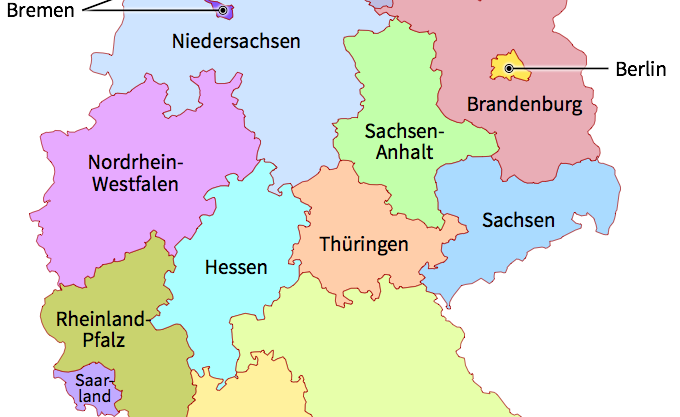 Bremen
Niedersachsen
Berlin
Brandenburg
Sachsen-
Anhalt
Nordrhein-
Westfalen
Sachsen
Thüringen
Hessen
Rheinland-
Pfalz
Saar-
land